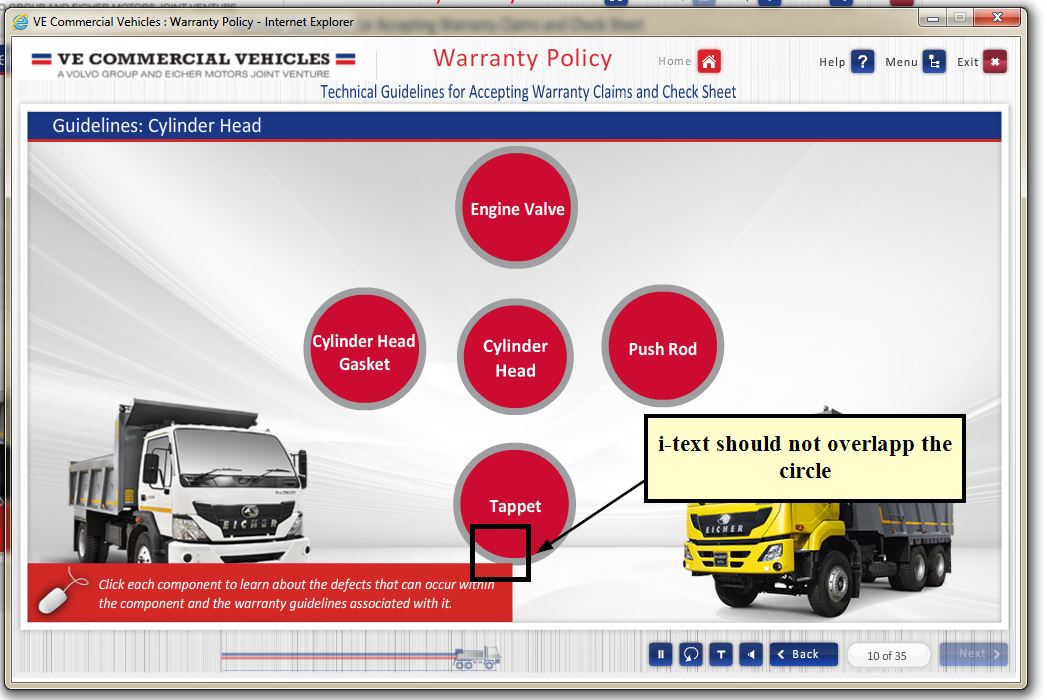 VE Commercial Vehicles : Warranty Policy - Internet Explorer
VE COMMERCIAL VEHICLES
A VOLVO GROUP AND EICHER MOTORS JOINT VENTURE
Warranty Policy
Home
Help
Menu
Exit
Technical Guidelines for Accepting Warranty Claims and Check Sheet
Guidelines: Cylinder Head
Engine Valve
Cylinder Head
Gasket
Cylinder
Head
Push Rod
i-text should not overlapp the
circle
Tappet
EICHER
EICHER
Click each component to learn about the defects that can occur within
the component and the warranty guidelines associated with it.
T
Back
10 of 35
Next